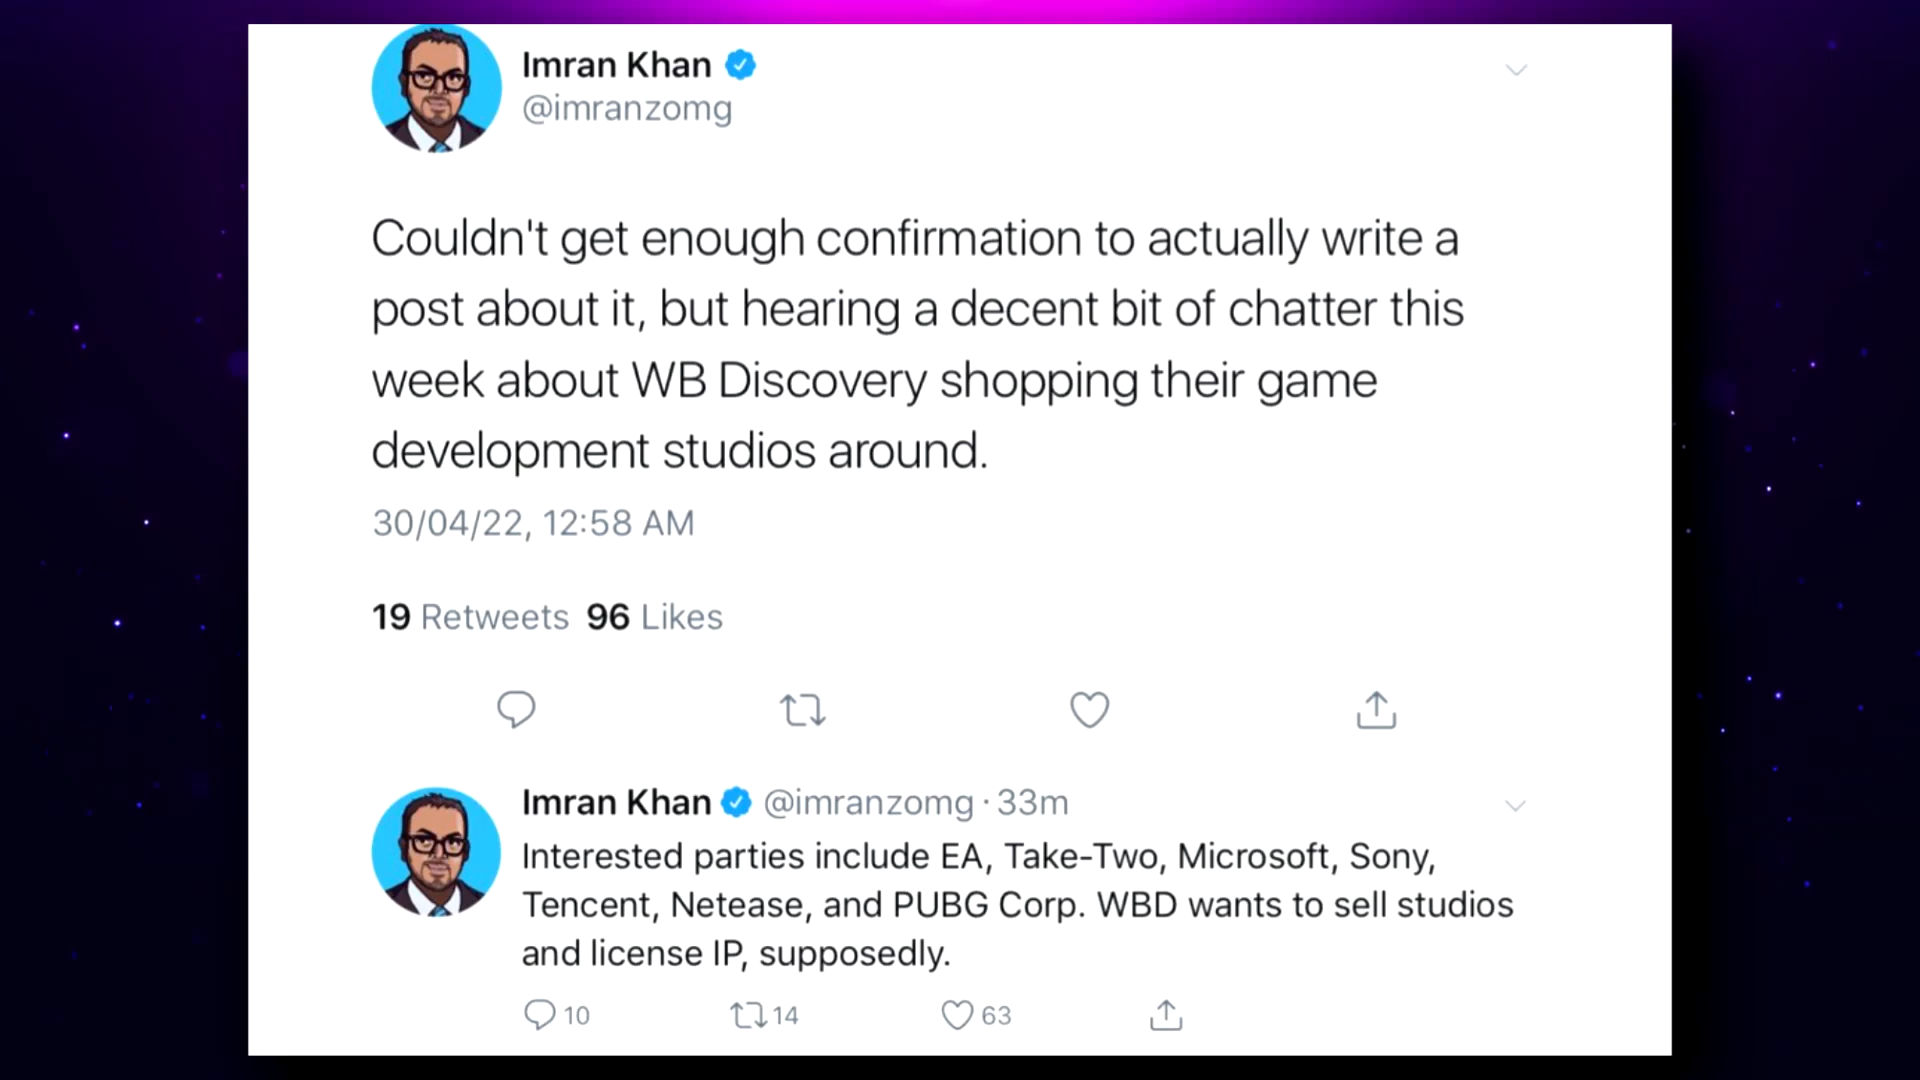 Imran Khan
@imranzomg
Couldn't get enough confirmation to actually write a
post about it, but hearing a decent bit of chatter this
week about WB Discovery shopping their game
development studios around.
30/04/22, 12:58 AM
19 Retweets 96 Likes
Imran Khan @imranzomg · 33m
Interested parties include EA, Take-Two, Microsoft, Sony,
Tencent, Netease, and PUBG Corp. WBD wants to sell studios
and license IP, supposedly.
10 14 63